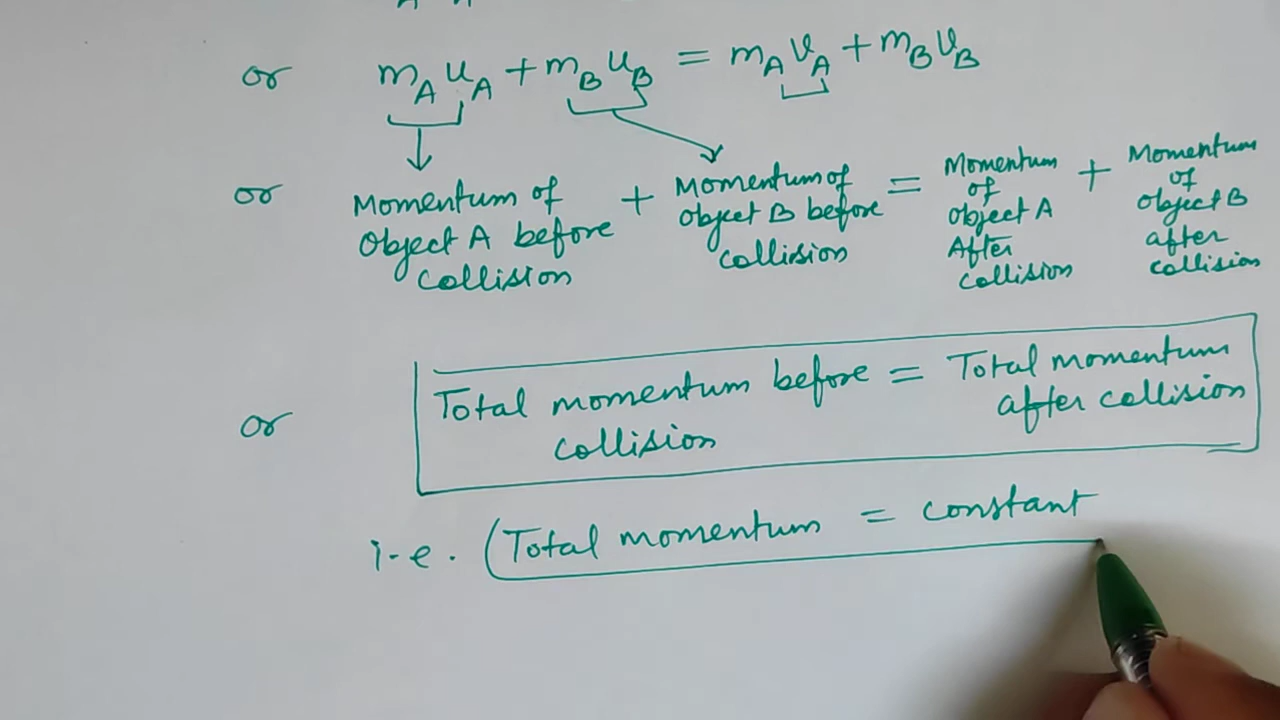 or m_A u_A + m_B u_B = m_A v_A + m_B v_B
or Momentum of object A before collision + Momentum of object B before collision = Momentum of object A After collision + Momentum of object B after collision
or Total momentum before collision = Total momentum after collision
i.e. (Total momentum = constant